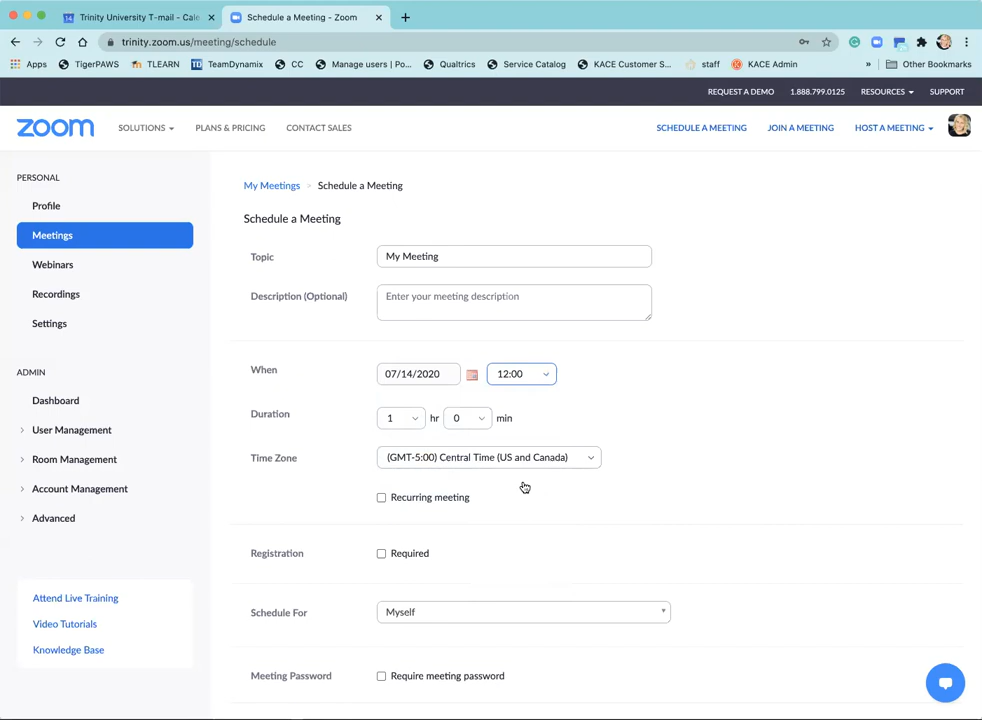 14 Trinity University T-mail - Cale
Schedule a Meeting - Zoom
trinity.zoom.us/meeting/schedule
Apps TigerPAWS TLEARN TD TeamDynamix CC Manage users | Po... Qualtrics Service Catalog KACE Customer S... staff KACE Admin » Other Bookmarks
REQUEST A DEMO 1.888.799.0125 RESOURCES SUPPORT
zoom SOLUTIONS PLANS & PRICING CONTACT SALES SCHEDULE A MEETING JOIN A MEETING HOST A MEETING
PERSONAL
Profile
Meetings
Webinars
Recordings
Settings
ADMIN
Dashboard
User Management
Room Management
Account Management
Advanced
Attend Live Training
Video Tutorials
Knowledge Base
My Meetings > Schedule a Meeting
Schedule a Meeting
Topic My Meeting
Description (Optional) Enter your meeting description
When 07/14/2020 12:00
Duration 1 hr 0 min
Time Zone (GMT-5:00) Central Time (US and Canada)
Recurring meeting
Registration Required
Schedule For Myself
Meeting Password Require meeting password